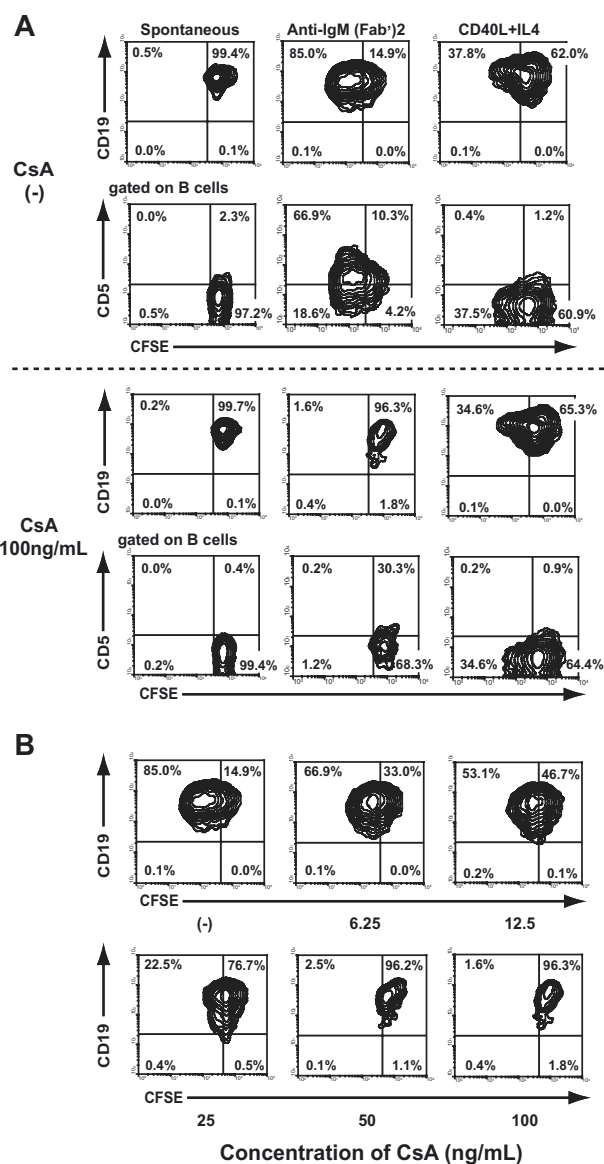 A
Spontaneous Anti-IgM (Fab')2 CD40L+IL4
CsA
(-)
CD19
0.5% 99.4%
0.0% 0.1%
85.0% 14.9%
0.1% 0.0%
37.8% 62.0%
0.1% 0.0%
gated on B cells
CD5
0.0% 2.3%
0.5% 97.2%
66.9% 10.3%
18.6% 4.2%
0.4% 1.2%
37.5% 60.9%
CFSE
CsA
100ng/mL
CD19
0.2% 99.7%
0.0% 0.1%
1.6% 96.3%
0.4% 1.8%
34.6% 65.3%
0.1% 0.0%
gated on B cells
CD5
0.0% 0.4%
0.2% 99.4%
0.2% 30.3%
1.2% 68.3%
0.2% 0.9%
34.6% 64.4%
CFSE
B
CD19
85.0% 14.9%
0.1% 0.0%
66.9% 33.0%
0.1% 0.0%
53.1% 46.7%
0.2% 0.1%
CFSE
(-) 6.25 12.5
CD19
22.5% 76.7%
0.4% 0.5%
2.5% 96.2%
0.1% 1.1%
1.6% 96.3%
0.4% 1.8%
CFSE
25 50 100
Concentration of CsA (ng/mL)